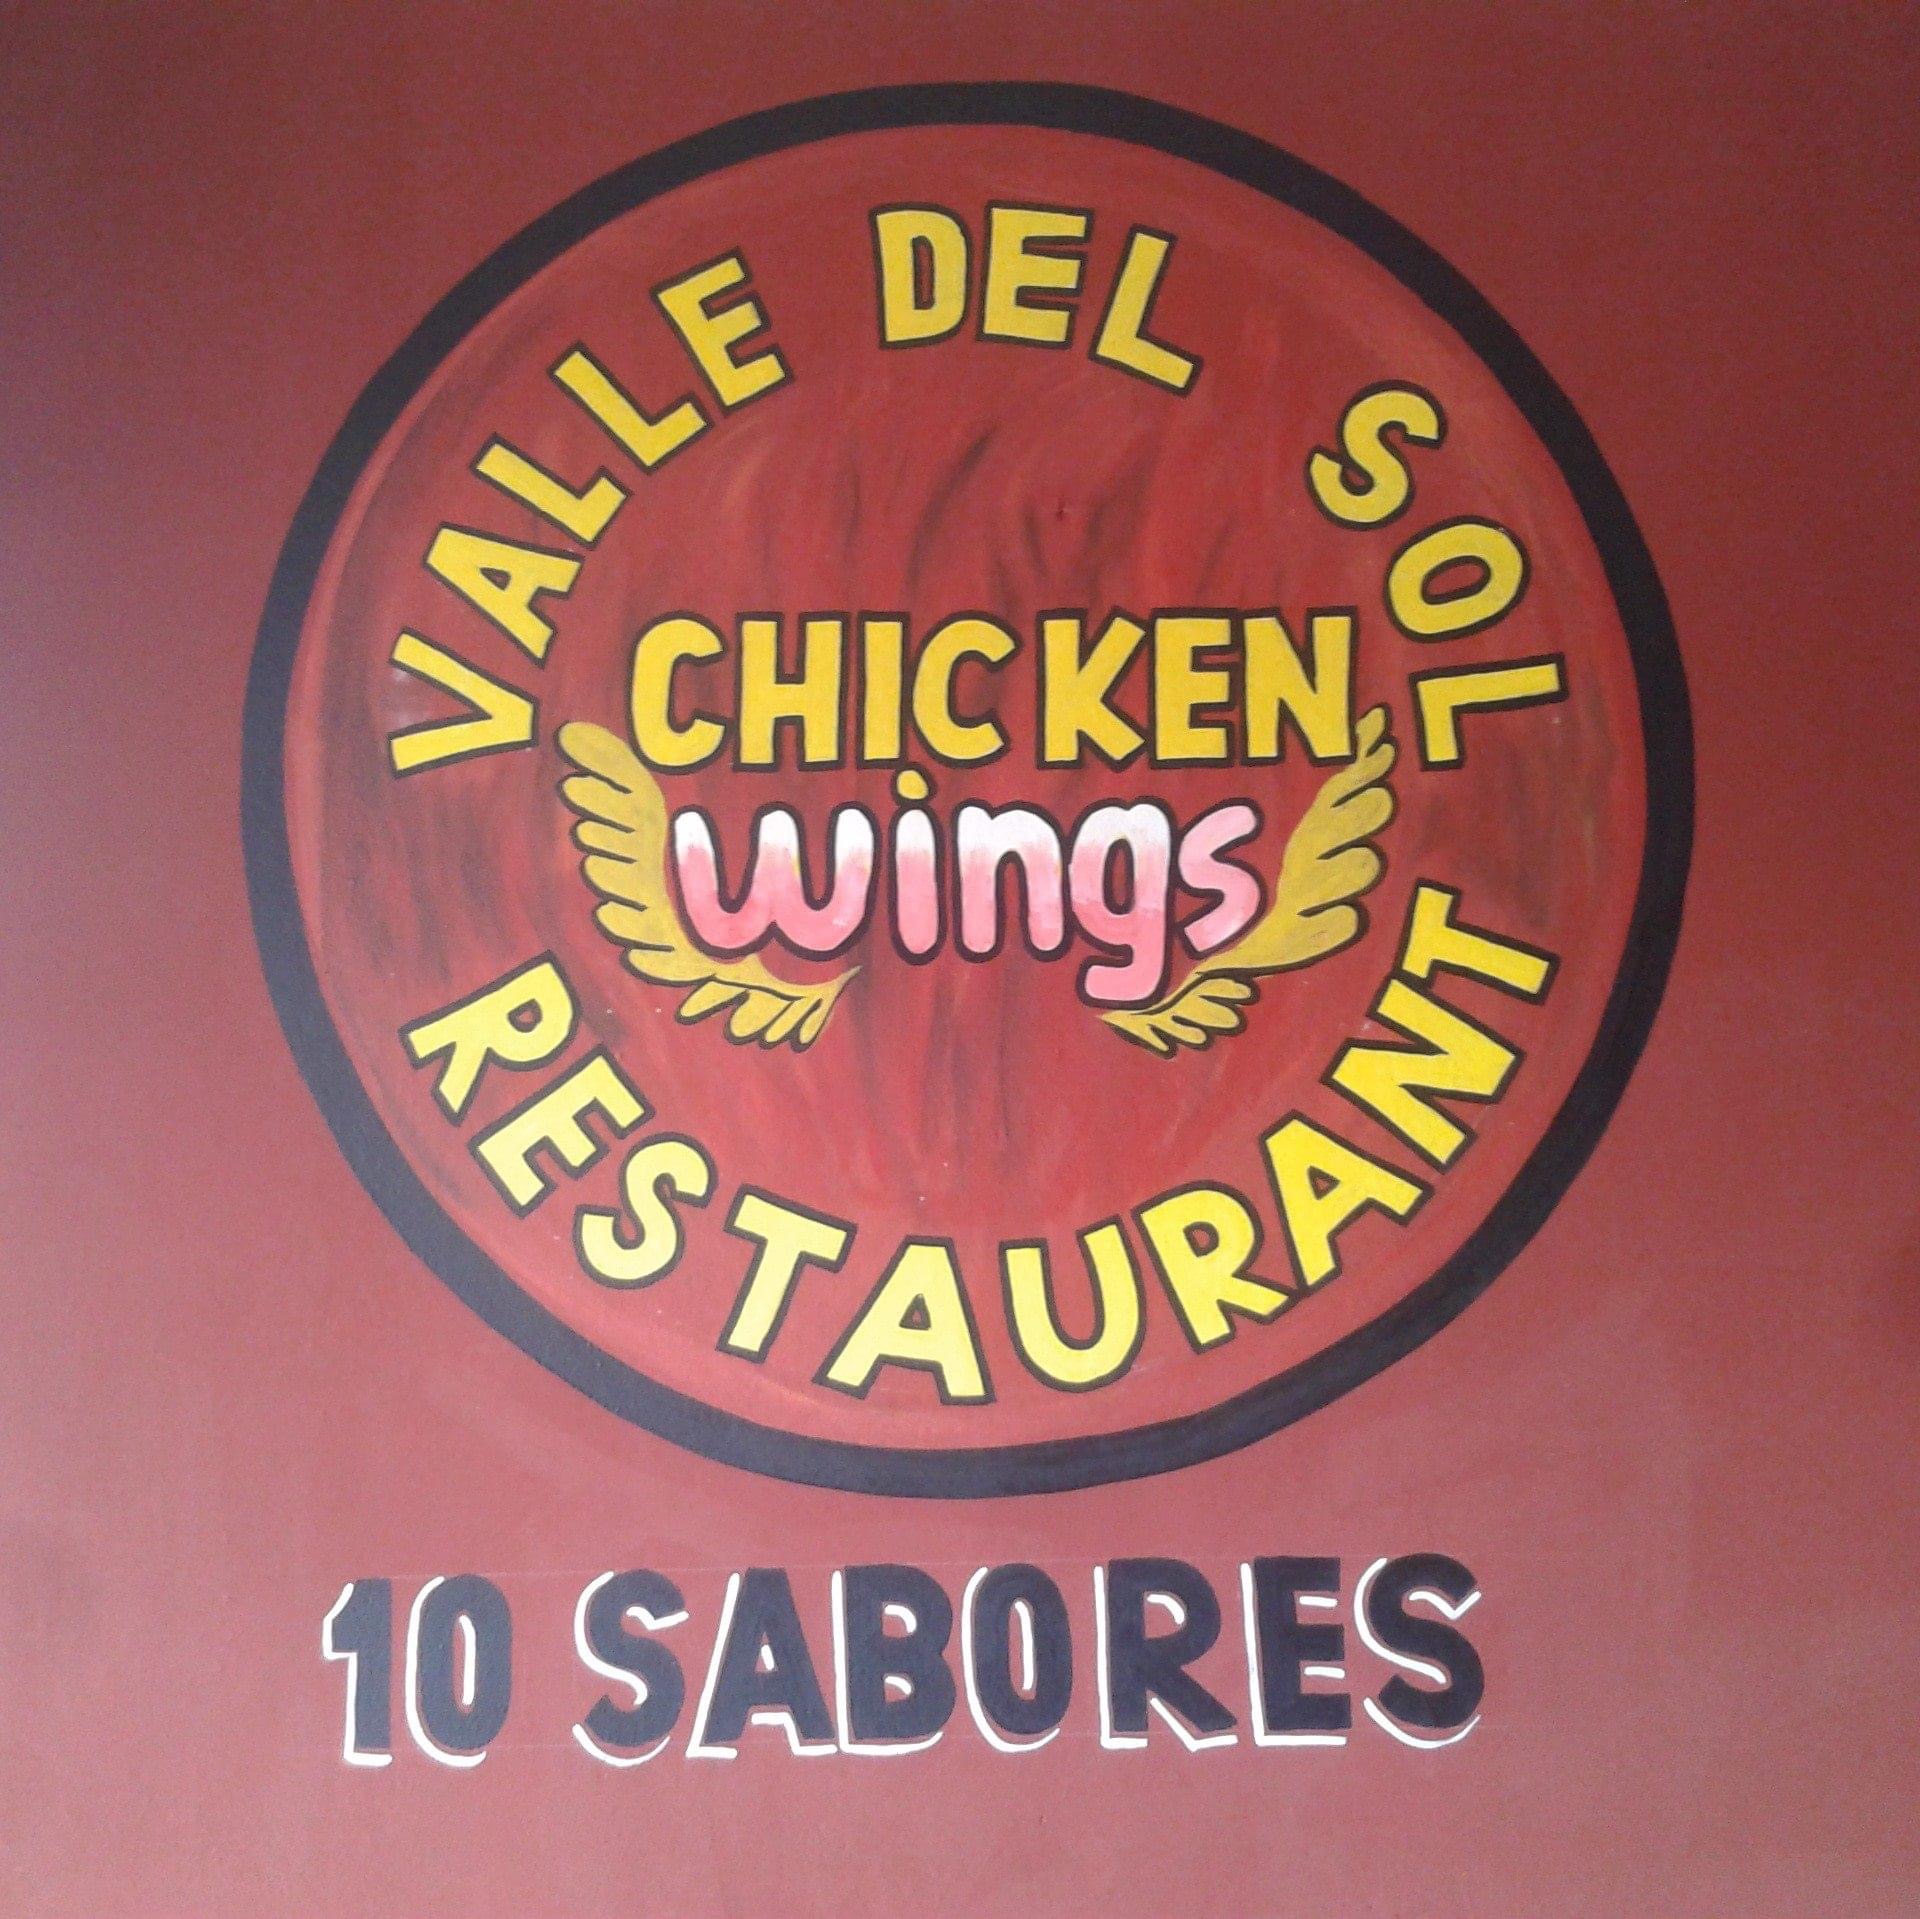 VALLE DEL SOL
CHICKEN
wings
RESTAURANT
10 SABORES